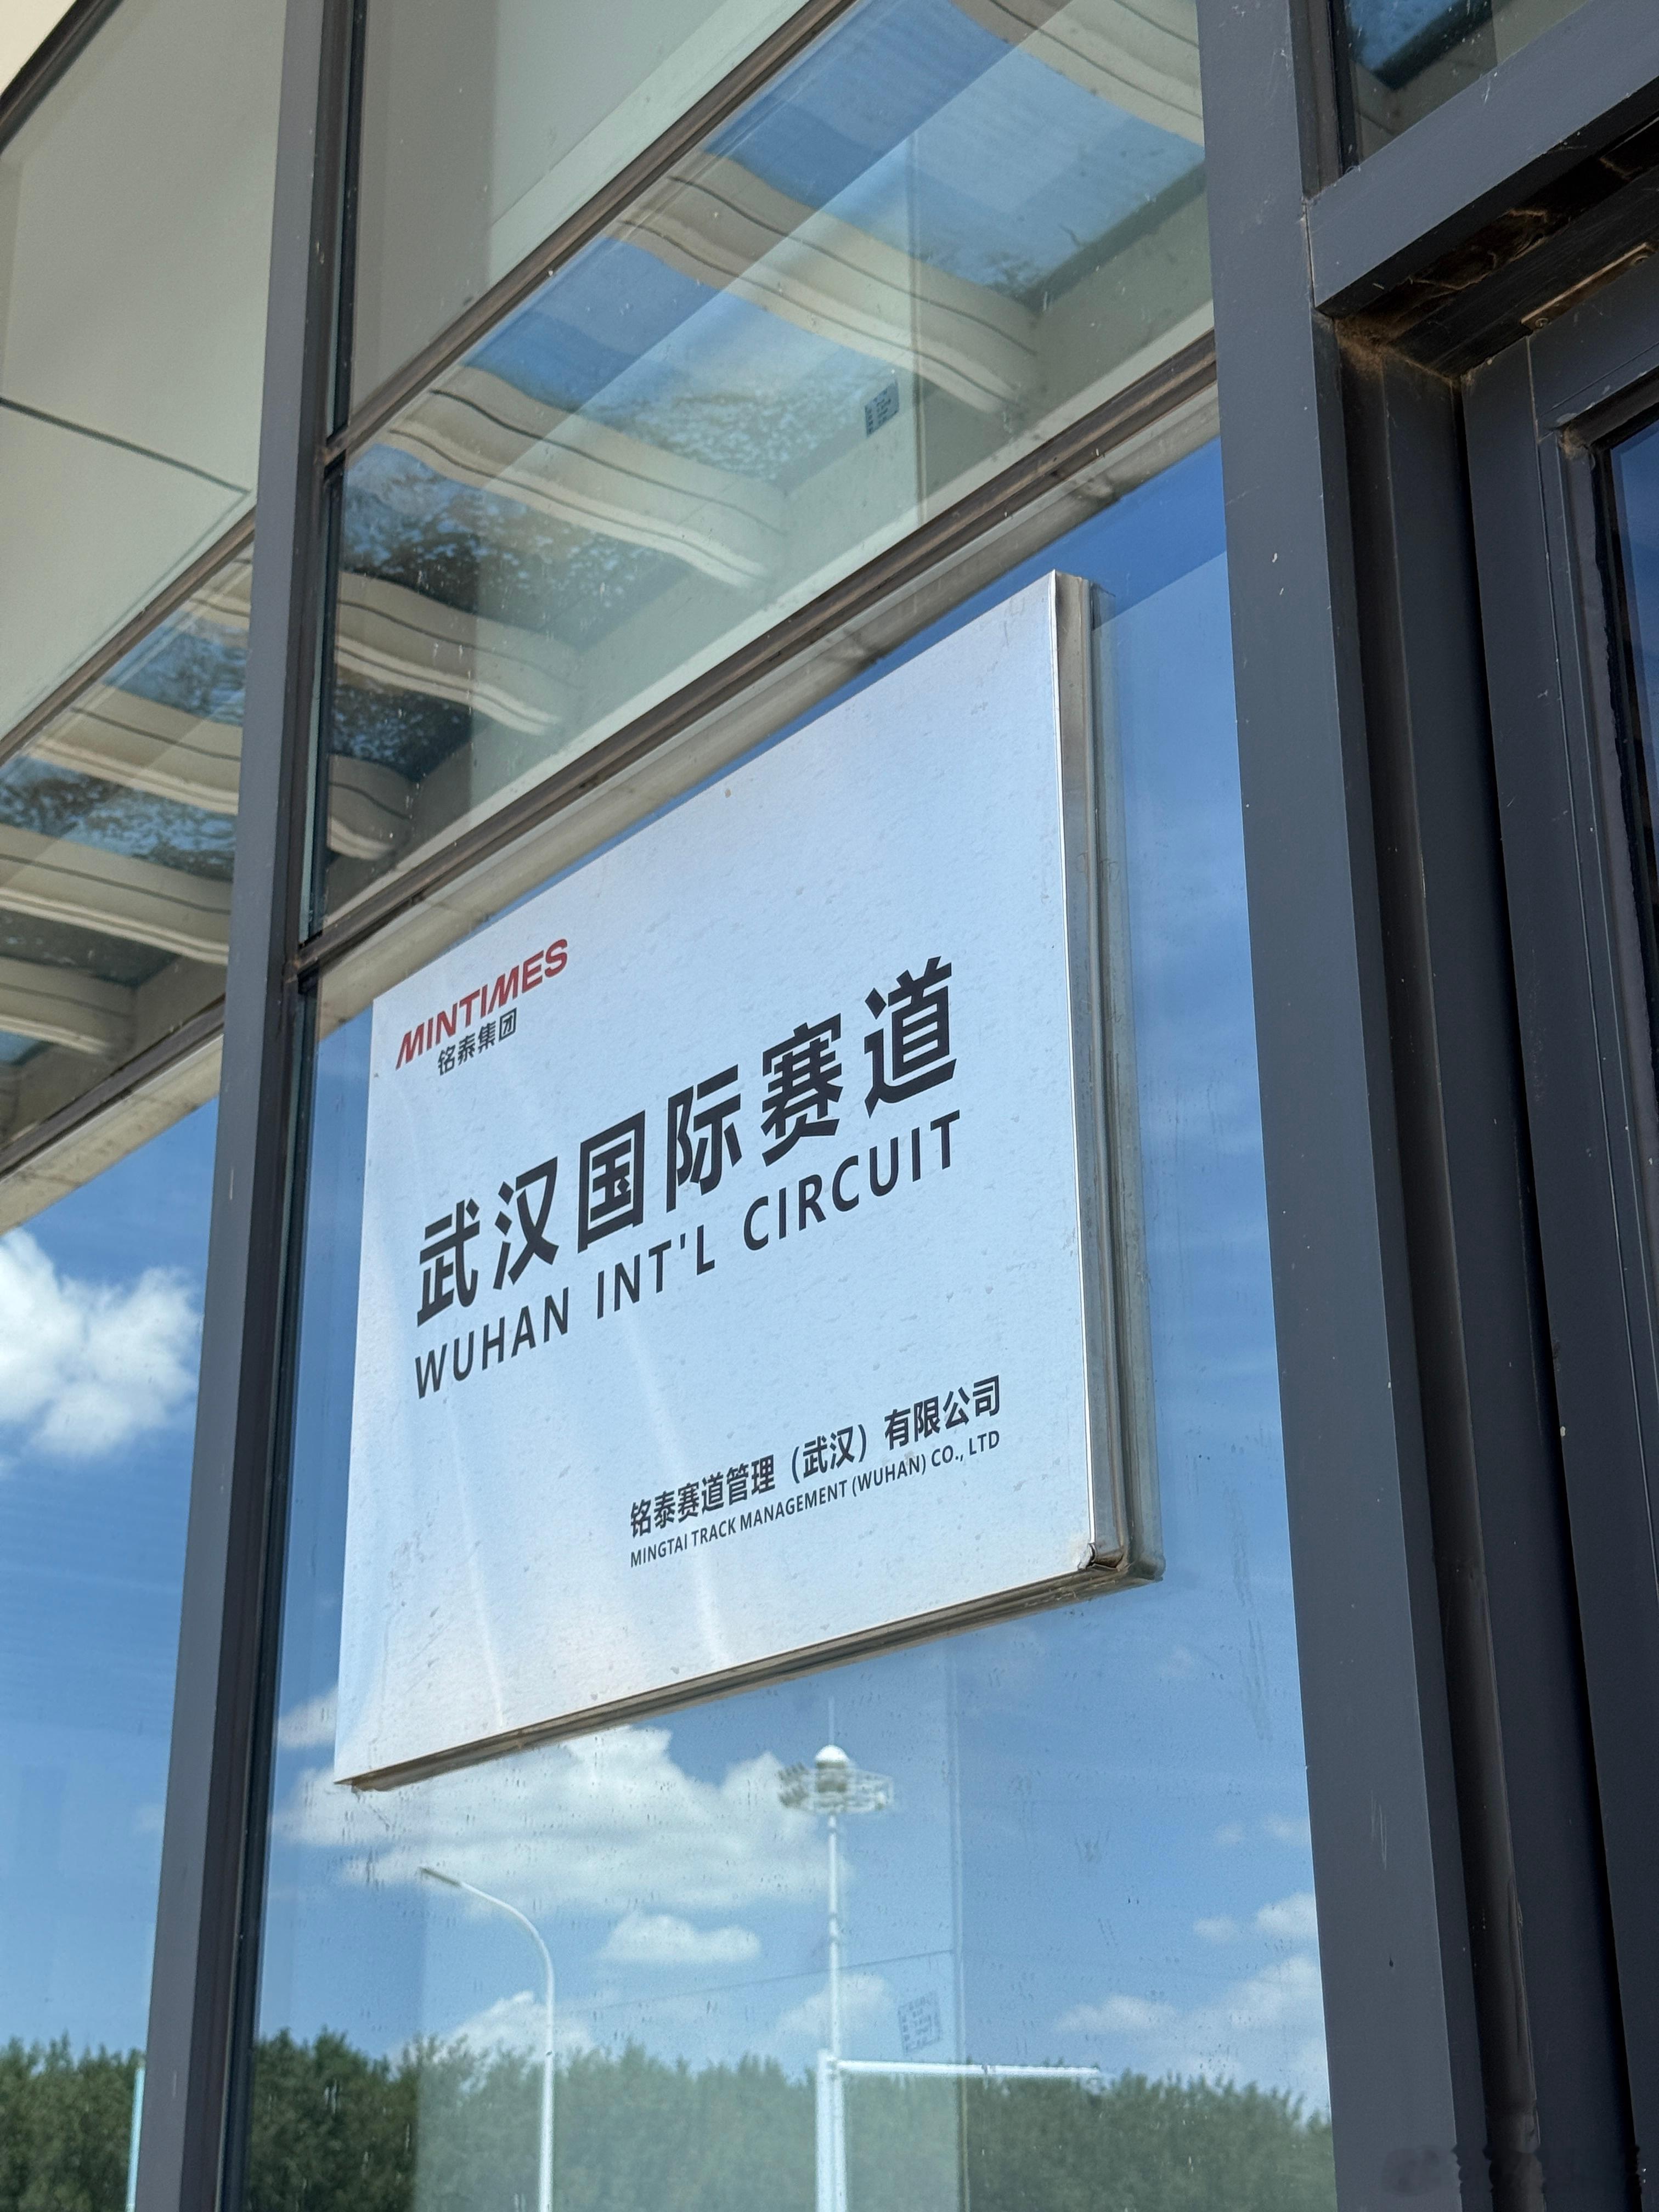 MINTIMES
铭泰集团
武汉国际赛道
WUHAN INT'L CIRCUIT
铭泰赛道管理（武汉）有限公司
MINGTAI TRACK MANAGEMENT (WUHAN) CO., LTD